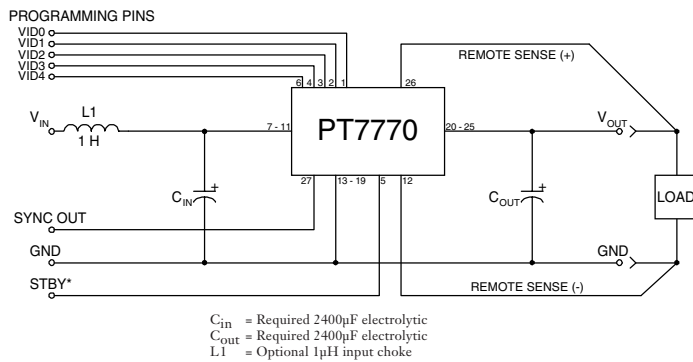 PROGRAMMING PINS
VID0
VID1
VID2
VID3
VID4
6 4 3 2 1
26
REMOTE SENSE (+)
V_IN
L1
1 H
7 - 11
PT7770
20 - 25
V_OUT
27
13 - 19
5
12
C_IN
+
C_OUT
+
LOAD
SYNC OUT
GND
GND
STBY*
REMOTE SENSE (-)
C_in = Required 2400µF electrolytic
C_out = Required 2400µF electrolytic
L1 = Optional 1µH input choke